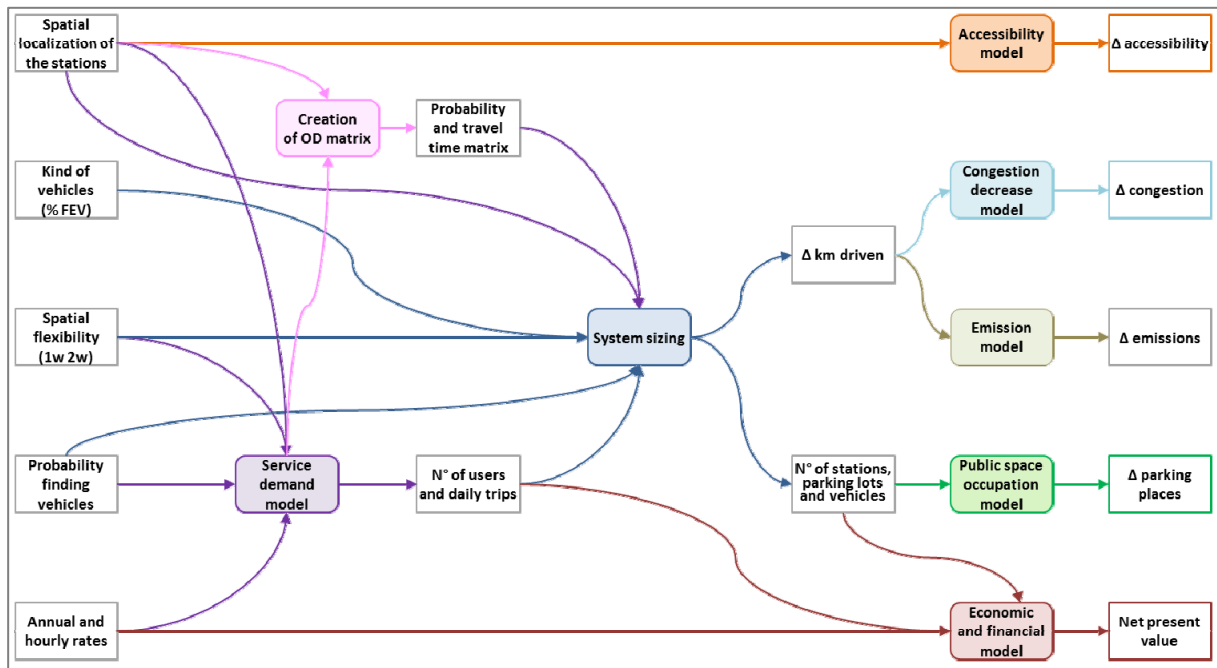 Spatial
localization of
the stations
Accessibility
model
Δ accessibility
Creation
of OD matrix
Probability
and travel
time matrix
Kind of
vehicles
(% FEV)
Congestion
decrease
model
Δ congestion
Δ km driven
Spatial
flexibility
(1w 2w)
System sizing
Emission
model
Δ emissions
Probability
finding
vehicles
Service
demand
model
N° of users
and daily trips
N° of stations,
parking lots
and vehicles
Public space
occupation
model
Δ parking
places
Annual and
hourly rates
Economic
and financial
model
Net present
value